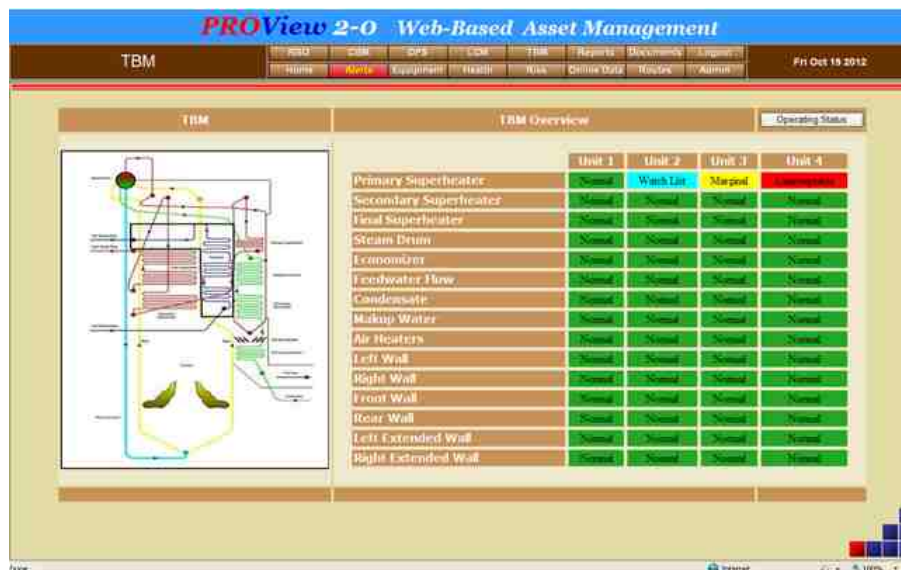 PROView 2-0 Web-Based Asset Management
TBM
RSO CBM OPS LCM TBM Reports Documents Logout
Home Alerts Equipment Health Risk Online Data Routes Admin
Fri Oct 19 2012
TBM
TBM Overview
Operating Status
Unit 1 Unit 2 Unit 3 Unit 4
Primary Superheater Normal Watch List Marginal
Secondary Superheater Normal Normal Normal Normal
Final Superheater Normal Normal Normal Normal
Steam Drum Normal Normal Normal Normal
Economizer Normal Normal Normal Normal
Feedwater Flow Normal Normal Normal Normal
Condensate Normal Normal Normal Normal
Makup Water Normal Normal Normal Normal
Air Heaters Normal Normal Normal Normal
Left Wall Normal Normal Normal Normal
Right Wall Normal Normal Normal Normal
Front Wall Normal Normal Normal Normal
Rear Wall Normal Normal Normal Normal
Left Extended Wall Normal Normal Normal Normal
Right Extended Wall Normal Normal Normal Normal
Internet
100%